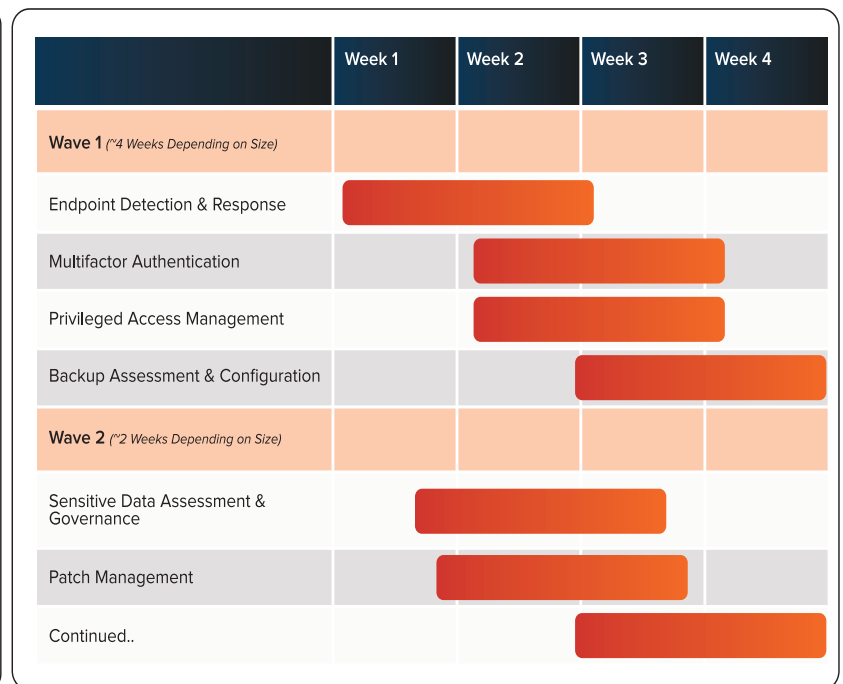 Week 1 Week 2 Week 3 Week 4
Wave 1 (~4 Weeks Depending on Size)
Endpoint Detection & Response
Multifactor Authentication
Privileged Access Management
Backup Assessment & Configuration
Wave 2 (~2 Weeks Depending on Size)
Sensitive Data Assessment &
Governance
Patch Management
Continued..